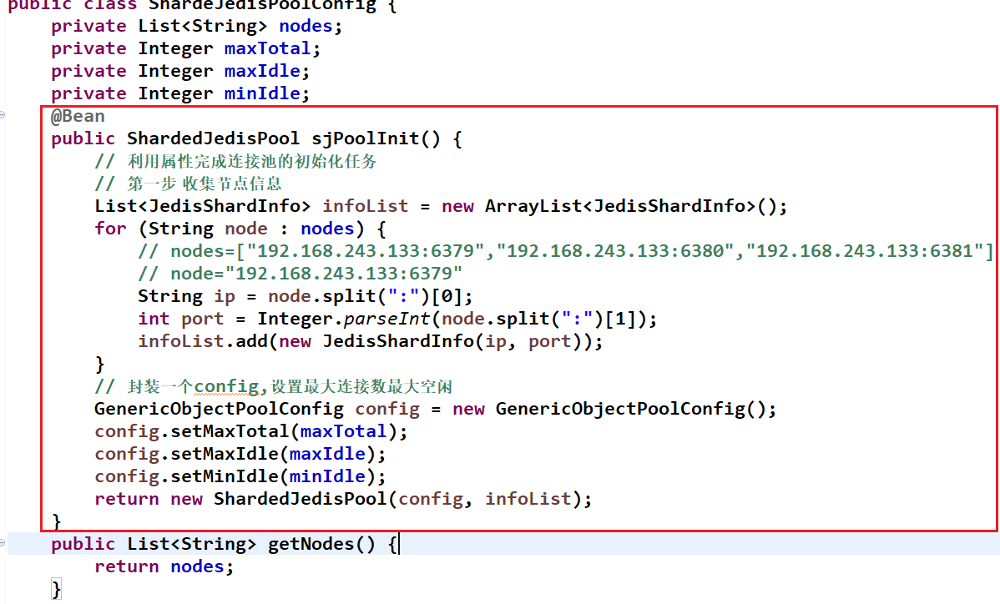 public class ShardeJedisPoolConfig {
    private List<String> nodes;
    private Integer maxTotal;
    private Integer maxIdle;
    private Integer minIdle;
    @Bean
    public ShardedJedisPool sjPoolInit() {
        // 利用属性完成连接池的初始化任务
        // 第一步 收集节点信息
        List<JedisShardInfo> infoList = new ArrayList<JedisShardInfo>();
        for (String node : nodes) {
            // nodes=["192.168.243.133:6379","192.168.243.133:6380","192.168.243.133:6381"]
            // node="192.168.243.133:6379"
            String ip = node.split(":")[0];
            int port = Integer.parseInt(node.split(":")[1]);
            infoList.add(new JedisShardInfo(ip, port));
        }
        // 封装一个config,设置最大连接数最大空闲
        GenericObjectPoolConfig config = new GenericObjectPoolConfig();
        config.setMaxTotal(maxTotal);
        config.setMaxIdle(maxIdle);
        config.setMinIdle(minIdle);
        return new ShardedJedisPool(config, infoList);
    }
    public List<String> getNodes() {
        return nodes;
    }